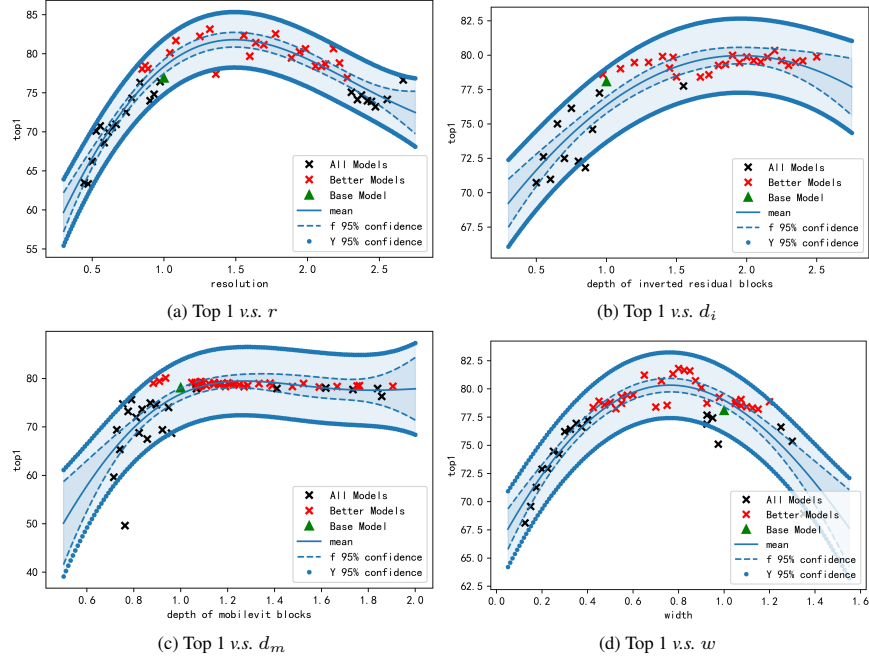 85
80
75
70
65
60
55
top1
All Models
Better Models
Base Model
mean
f 95% confidence
Y 95% confidence
0.5 1.0 1.5 2.0 2.5
resolution
(a) Top 1 v.s. r
82.5
80.0
77.5
75.0
72.5
70.0
67.5
top1
All Models
Better Models
Base Model
mean
f 95% confidence
Y 95% confidence
0.5 1.0 1.5 2.0 2.5
depth of inverted residual blocks
(b) Top 1 v.s. d_i
90
80
70
60
50
40
top1
All Models
Better Models
Base Model
mean
f 95% confidence
Y 95% confidence
0.6 0.8 1.0 1.2 1.4 1.6 1.8 2.0
depth of mobilevit blocks
(c) Top 1 v.s. d_m
82.5
80.0
77.5
75.0
72.5
70.0
67.5
65.0
62.5
top1
All Models
Better Models
Base Model
mean
f 95% confidence
Y 95% confidence
0.0 0.2 0.4 0.6 0.8 1.0 1.2 1.4 1.6
width
(d) Top 1 v.s. w